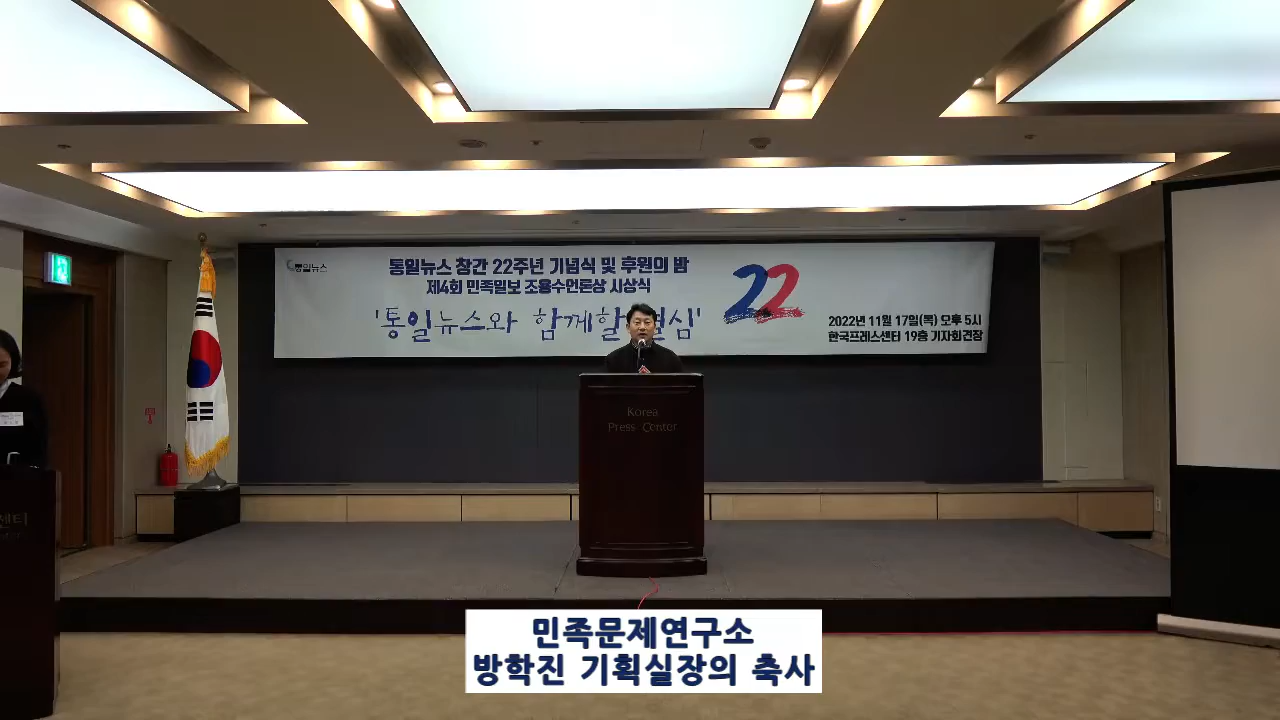 통일뉴스
통일뉴스 창간 22주년 기념식 및 후원의 밤
제4회 민족일보 조용수언론상 시상식
'통일뉴스와 함께할 결심'
22
2022년 11월 17일(목) 오후 5시
한국프레스센터 19층 기자회견장
Korea
Press Center
센터
민족문제연구소
방학진 기획실장의 축사